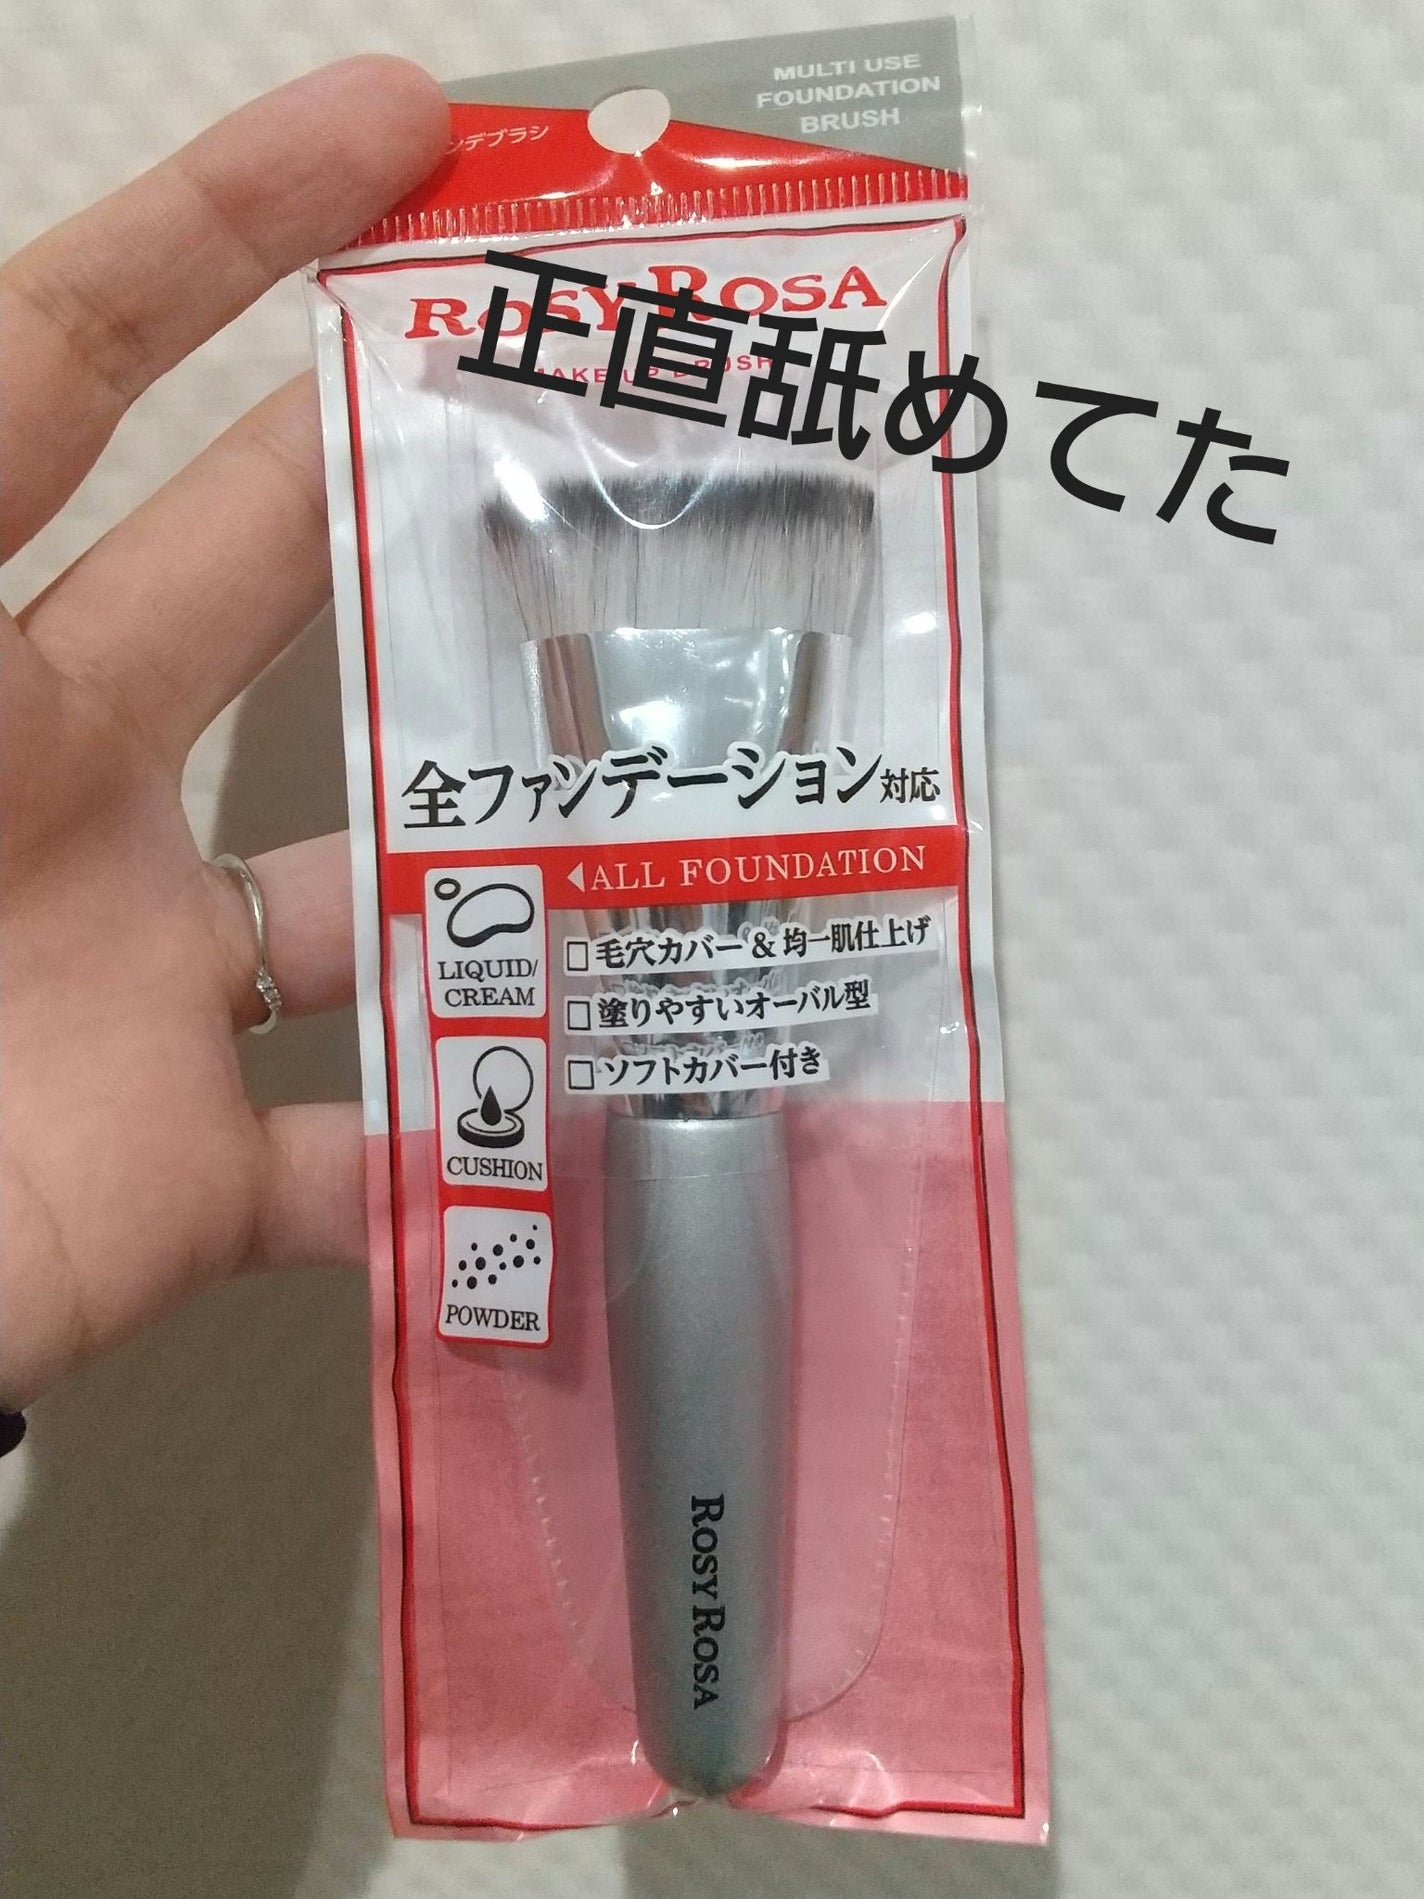 MULTI USE
FOUNDATION
BRUSH
ンデブラシ
ROSY ROSA
MAKE UP BRUSH
正直舐めてた
全ファンデーション対応
ALL FOUNDATION
LIQUID/
CREAM
□毛穴カバー&均一肌仕上げ
□塗りやすいオーバル型
□ソフトカバー付き
CUSHION
POWDER
ROSY ROSA